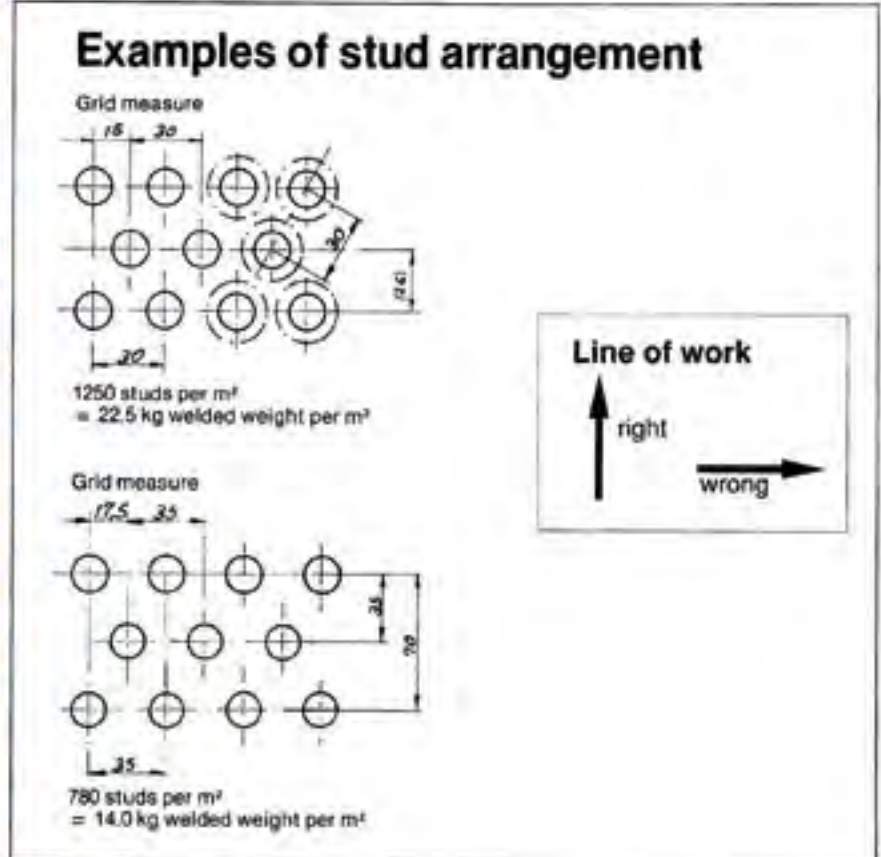 Examples of stud arrangement
Grid measure
15 30
30
(26)
30
1250 studs per m²
= 22.5 kg welded weight per m²
Line of work
right
wrong
Grid measure
17,5 35
35
70
35
780 studs per m²
= 14.0 kg welded weight per m²